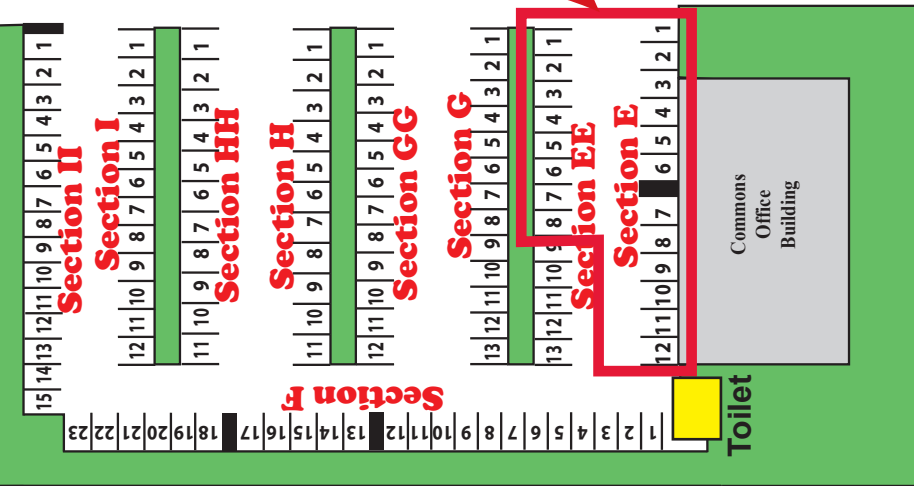 1 2 3 4 5 6 7 8 9 10 11 12 13 14 15
Section II
Section I
1 2 3 4 5 6 7 8 9 10 11 12
1 2 3 4 5 6 7 8 9 10 11
Section HH
Section H
1 2 3 4 5 6 7 8 9 10 11
1 2 3 4 5 6 7 8 9 10 11 12
Section GG
Section G
1 2 3 4 5 6 7 8 9 10 11 12 13
1 2 3 4 5 6 7 8 9 10 11 12 13
Section EE
Section E
1 2 3 4 5 6 7 8 9 10 11 12
Commons
Office
Building
Section F
1 2 3 4 5 6 7 8 9 10 11 12 13 14 15 16 17 18 19 20 21 22 23
Toilet